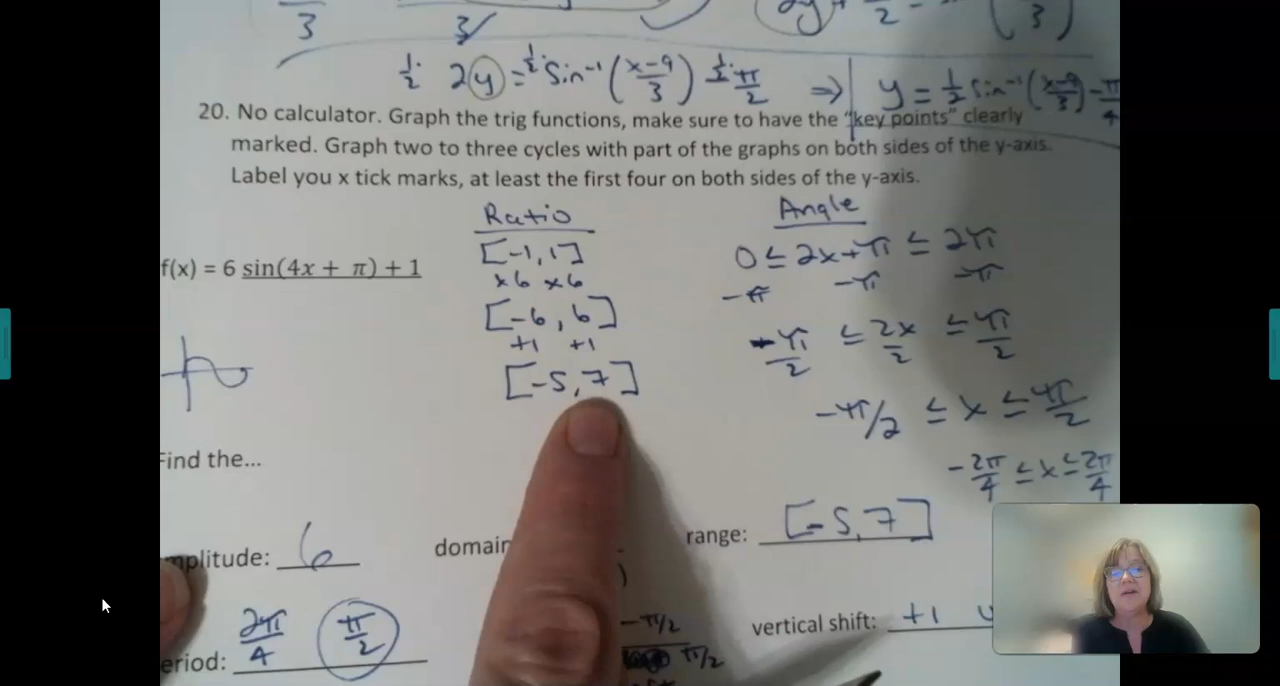 3 3 2 3
1/2 · 2y = 1/2 · sin⁻¹ (x-9/3) 1/2 · π/2 ⇒ y = 1/2 sin⁻¹ (x-9/3) - π/4
20. No calculator. Graph the trig functions, make sure to have the "key points" clearly
marked. Graph two to three cycles with part of the graphs on both sides of the y-axis.
Label you x tick marks, at least the first four on both sides of the y-axis.
Ratio Angle
[-1, 1] 0 ≤ 2x+π ≤ 2π
f(x) = 6 sin(4x + π) + 1
×6 ×6 -π -π -π
[-6, 6] -π/2 ≤ 2x/2 ≤ π/2
+1 +1
[-5, 7] -π/2 ≤ x ≤ π/2
Find the... -2π/4 ≤ x ≤ 2π/4
mplitude: 6 domain range: [-5, 7]
eriod: 2π/4 π/2 -π/2 π/2 vertical shift: +1